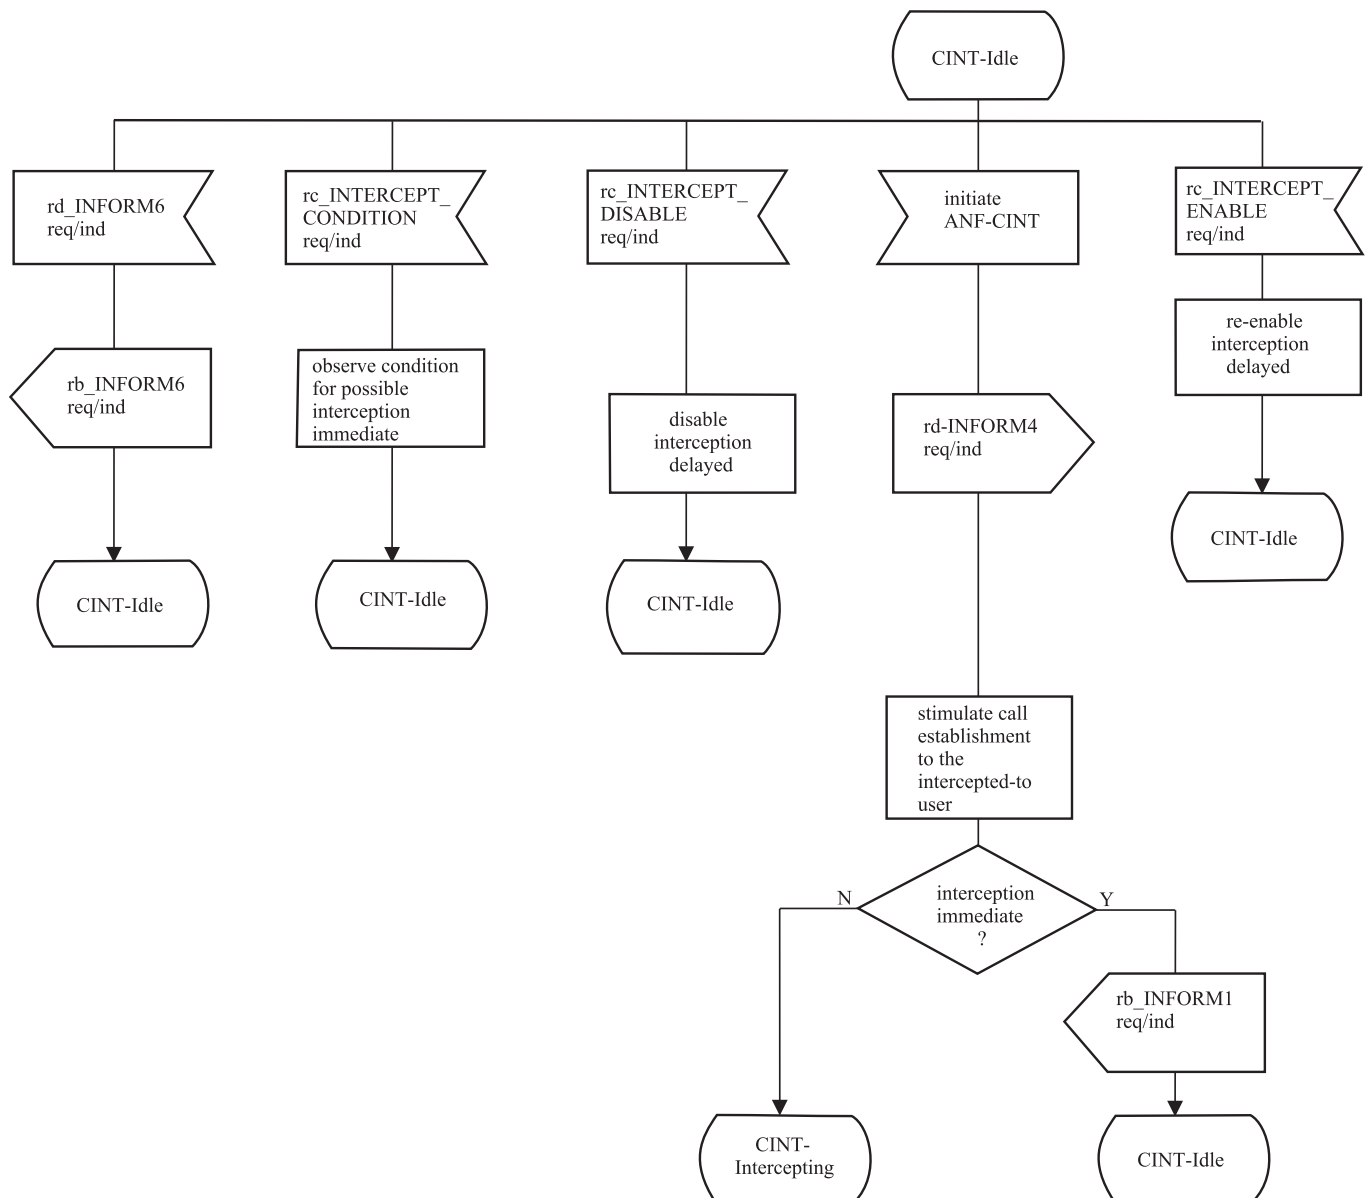 CINT-Idle
rd_INFORM6
req/ind
rc_INTERCEPT_
CONDITION
req/ind
rc_INTERCEPT_
DISABLE
req/ind
initiate
ANF-CINT
rc_INTERCEPT_
ENABLE
req/ind
rb_INFORM6
req/ind
observe condition
for possible
interception
immediate
disable
interception
delayed
rd-INFORM4
req/ind
re-enable
interception
delayed
CINT-Idle
CINT-Idle
CINT-Idle
CINT-Idle
stimulate call
establishment
to the
intercepted-to
user
interception
immediate
?
N
Y
rb_INFORM1
req/ind
CINT-
Intercepting
CINT-Idle